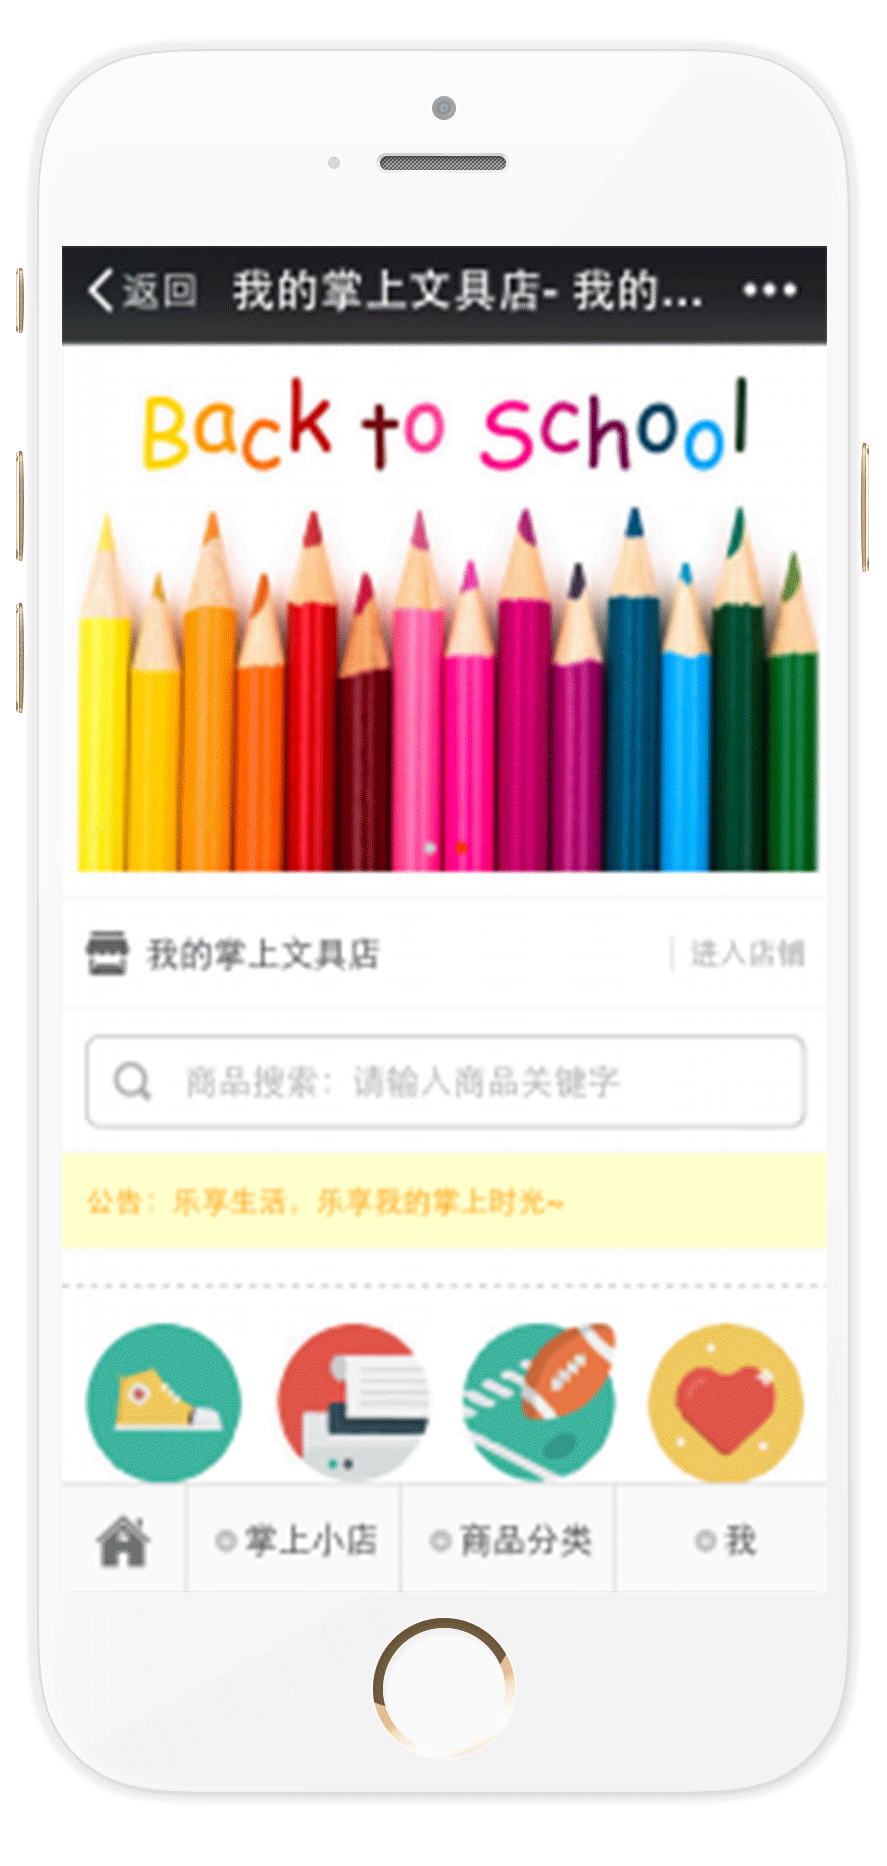 返回 我的掌上文具店- 我的...
Back to School
我的掌上文具店 进入店铺
商品搜索：请输入商品关键字
公告：乐享生活，乐享我的掌上时光~
掌上小店 商品分类 我